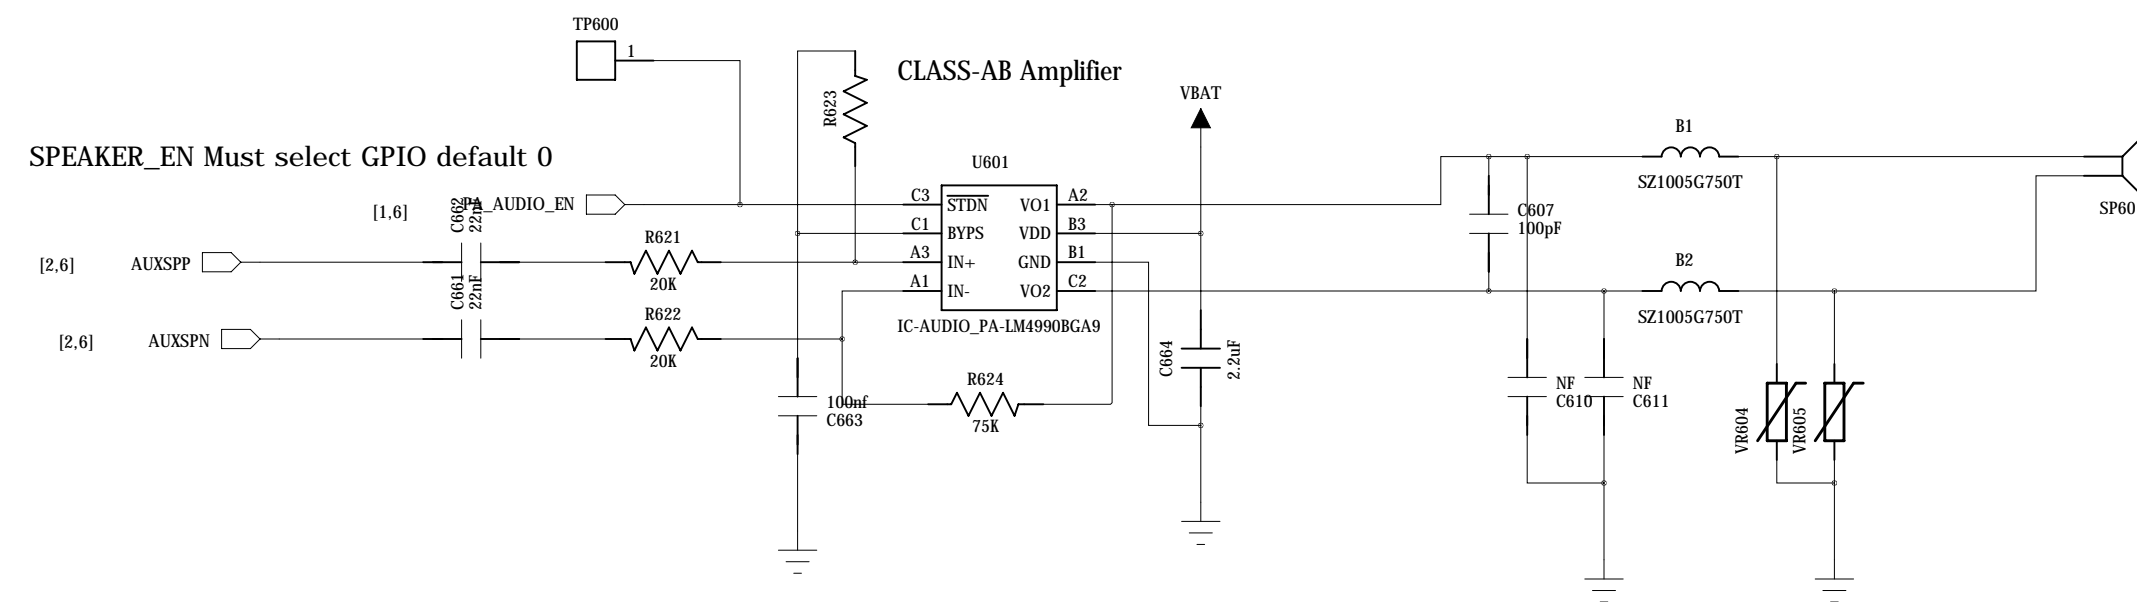 TP600
1
CLASS-AB Amplifier
R623
VBAT
B1
SPEAKER_EN Must select GPIO default 0
U601
SZ1005G750T
C3
STDN
VO1
A2
[1,6]
C662
22nF
PA_AUDIO_EN
C607
100pF
SP60
C1
BYPS
VDD
B3
R621
[2,6]
AUXSPP
A3
IN+
GND
B1
B2
20K
C661
22nF
A1
IN-
VO2
C2
R622
IC-AUDIO_PA-LM4990BGA9
SZ1005G750T
[2,6]
AUXSPN
20K
C664
2.2uF
R624
NF
C610
NF
C611
100nf
C663
75K
VR604
VR605